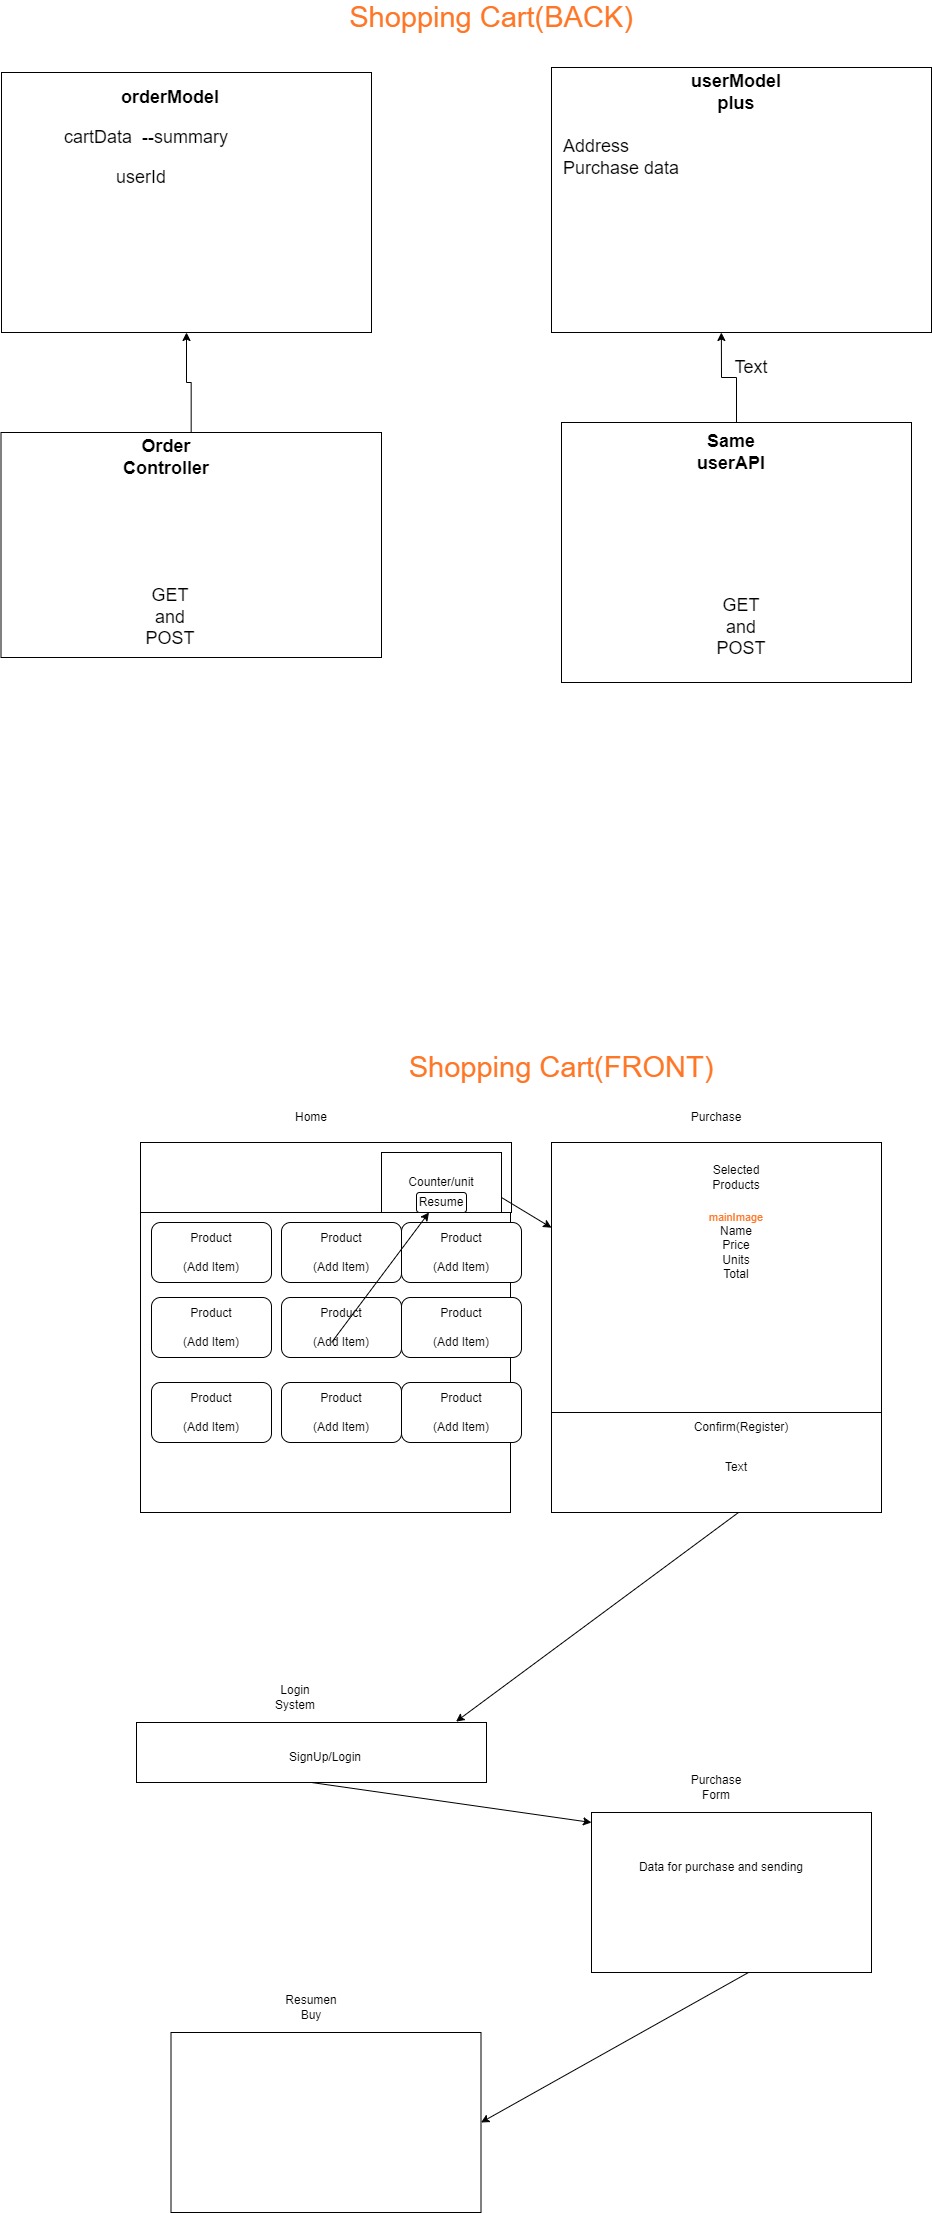 Shopping Cart(BACK)
orderModel
cartData --summary
userId
userModel
plus
Address
Purchase data
Text
Order
Controller
GET
and
POST
Same
userAPI
GET
and
POST
Shopping Cart(FRONT)
Home
Counter/unit
Resume
Product
(Add Item)
Product
(Add Item)
Product
(Add Item)
Product
(Add Item)
Product
(Add Item)
Product
(Add Item)
Product
(Add Item)
Product
(Add Item)
Product
(Add Item)
Purchase
Selected
Products
mainImage
Name
Price
Units
Total
Confirm(Register)
Text
Login
System
SignUp/Login
Purchase
Form
Data for purchase and sending
Resumen
Buy